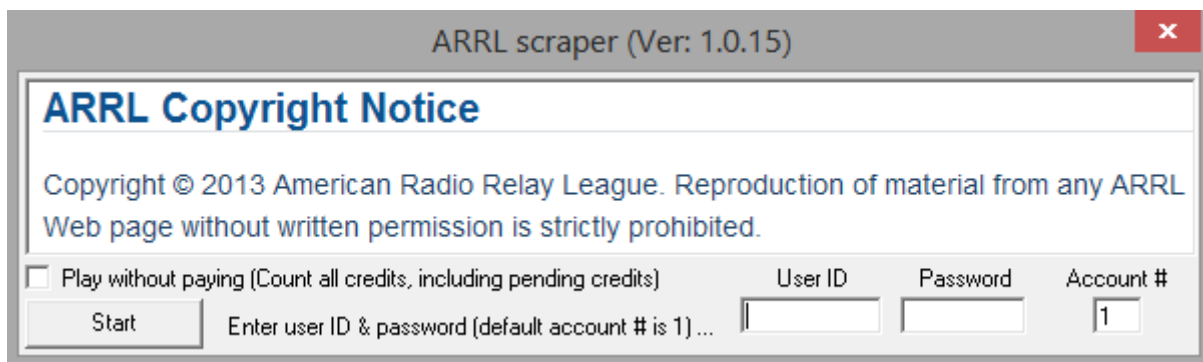 ARRL scraper (Ver: 1.0.15)
x
ARRL Copyright Notice
Copyright © 2013 American Radio Relay League. Reproduction of material from any ARRL
Web page without written permission is strictly prohibited.
Play without paying (Count all credits, including pending credits) User ID Password Account #
Start Enter user ID & password (default account # is 1) ... 1